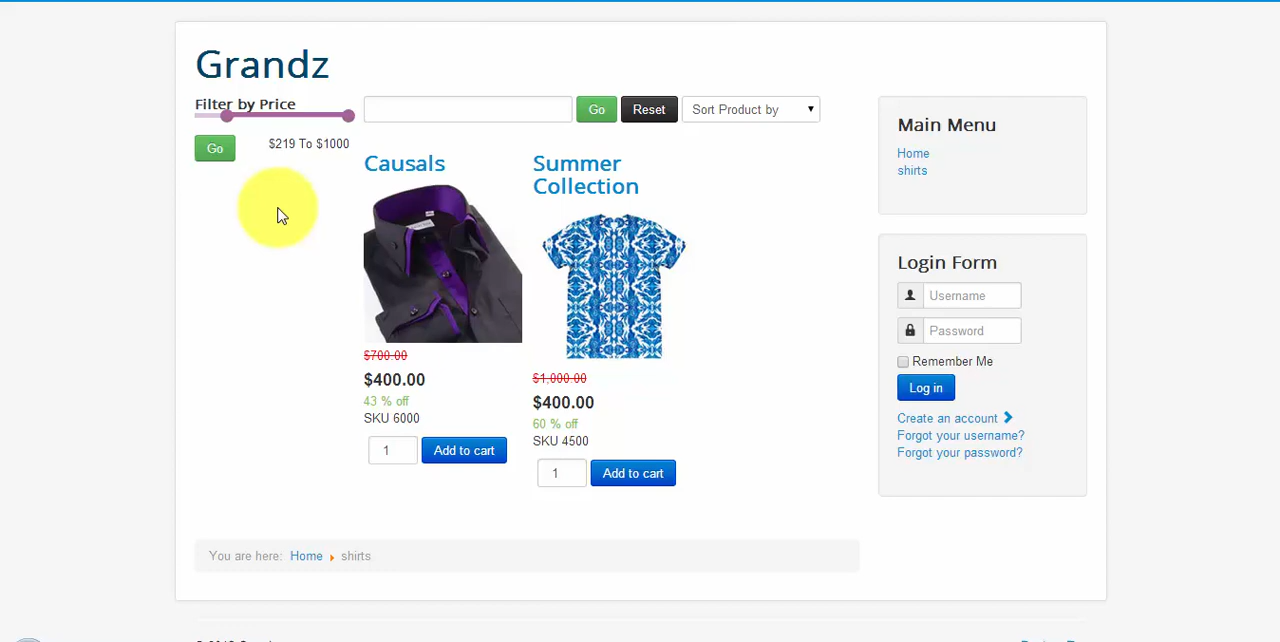 Grandz
Filter by Price
Go
$219 To $1000
Go
Reset
Sort Product by
Causals
$700.00
$400.00
43 % off
SKU 6000
1
Add to cart
Summer
Collection
$1,000.00
$400.00
60 % off
SKU 4500
1
Add to cart
Main Menu
Home
shirts
Login Form
Username
Password
Remember Me
Log in
Create an account
Forgot your username?
Forgot your password?
You are here: Home shirts